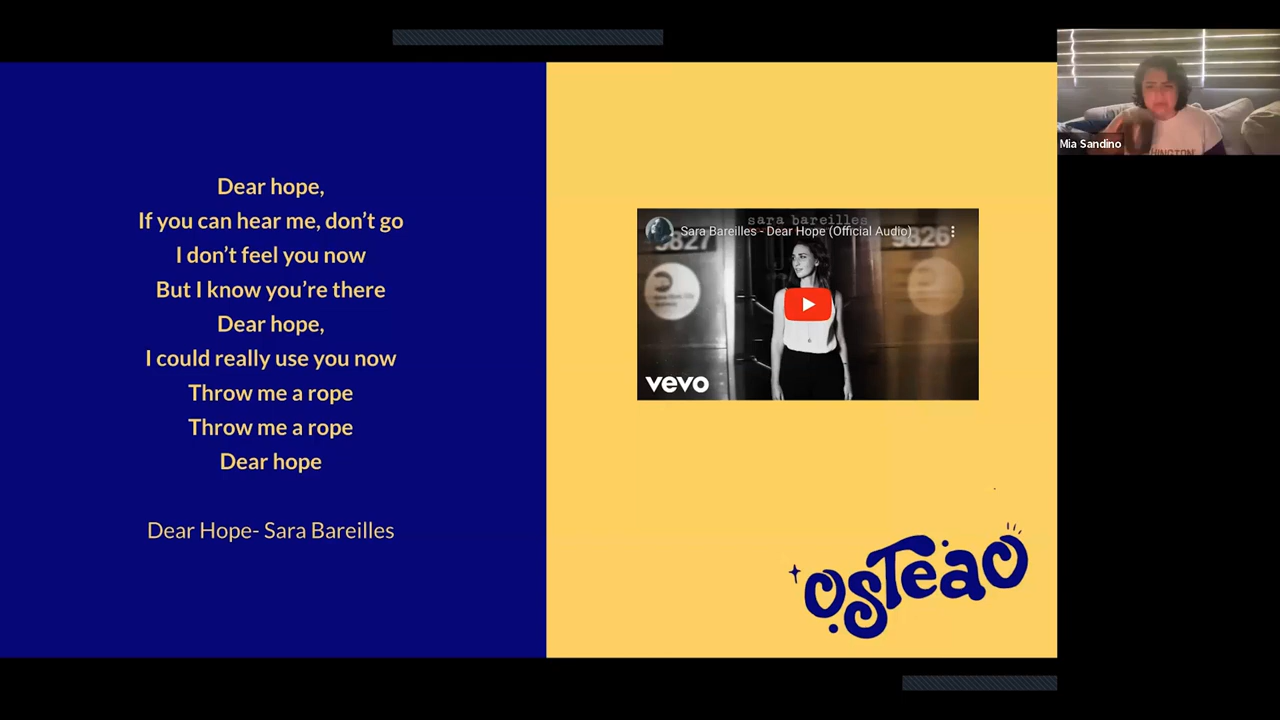 Dear hope,
If you can hear me, don’t go
I don’t feel you now
But I know you’re there
Dear hope,
I could really use you now
Throw me a rope
Throw me a rope
Dear hope
Dear Hope- Sara Bareilles
sara bareilles
Sara Bareilles - Dear Hope (Official Audio)
8827 9826
vevo
osteao
Mia Sandino